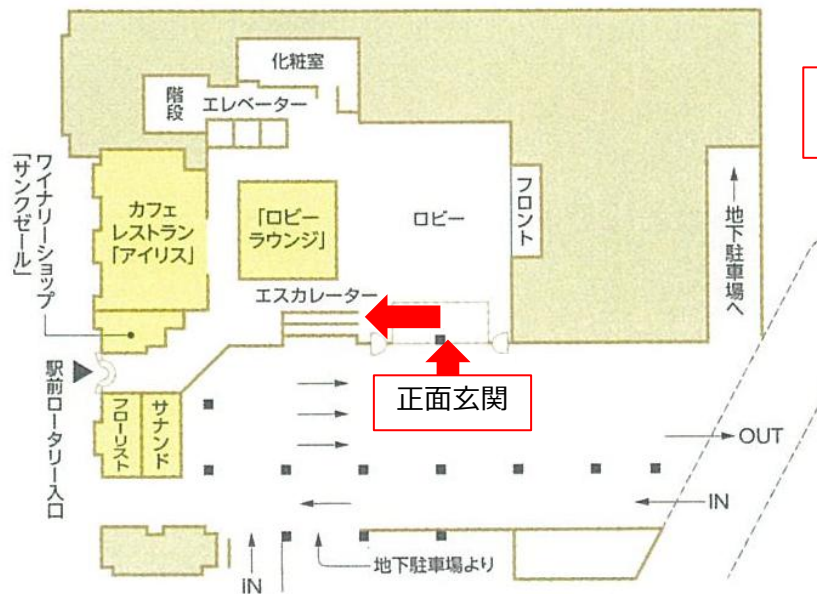 化粧室
階段
エレベーター
ワイナリーショップ
「サンクゼール」
カフェ
レストラン
「アイリス」
「ロビー
ラウンジ」
ロビー
フロント
地下駐車場へ
エスカレーター
駅前ロータリー入口
正面玄関
フローリスト
サナンド
OUT
IN
地下駐車場より
IN